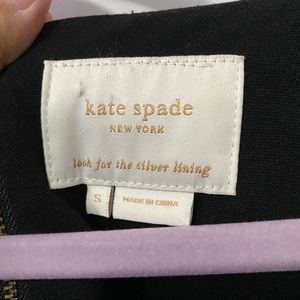 kate spade
NEW YORK
look for the silver lining
S
MADE IN CHINA